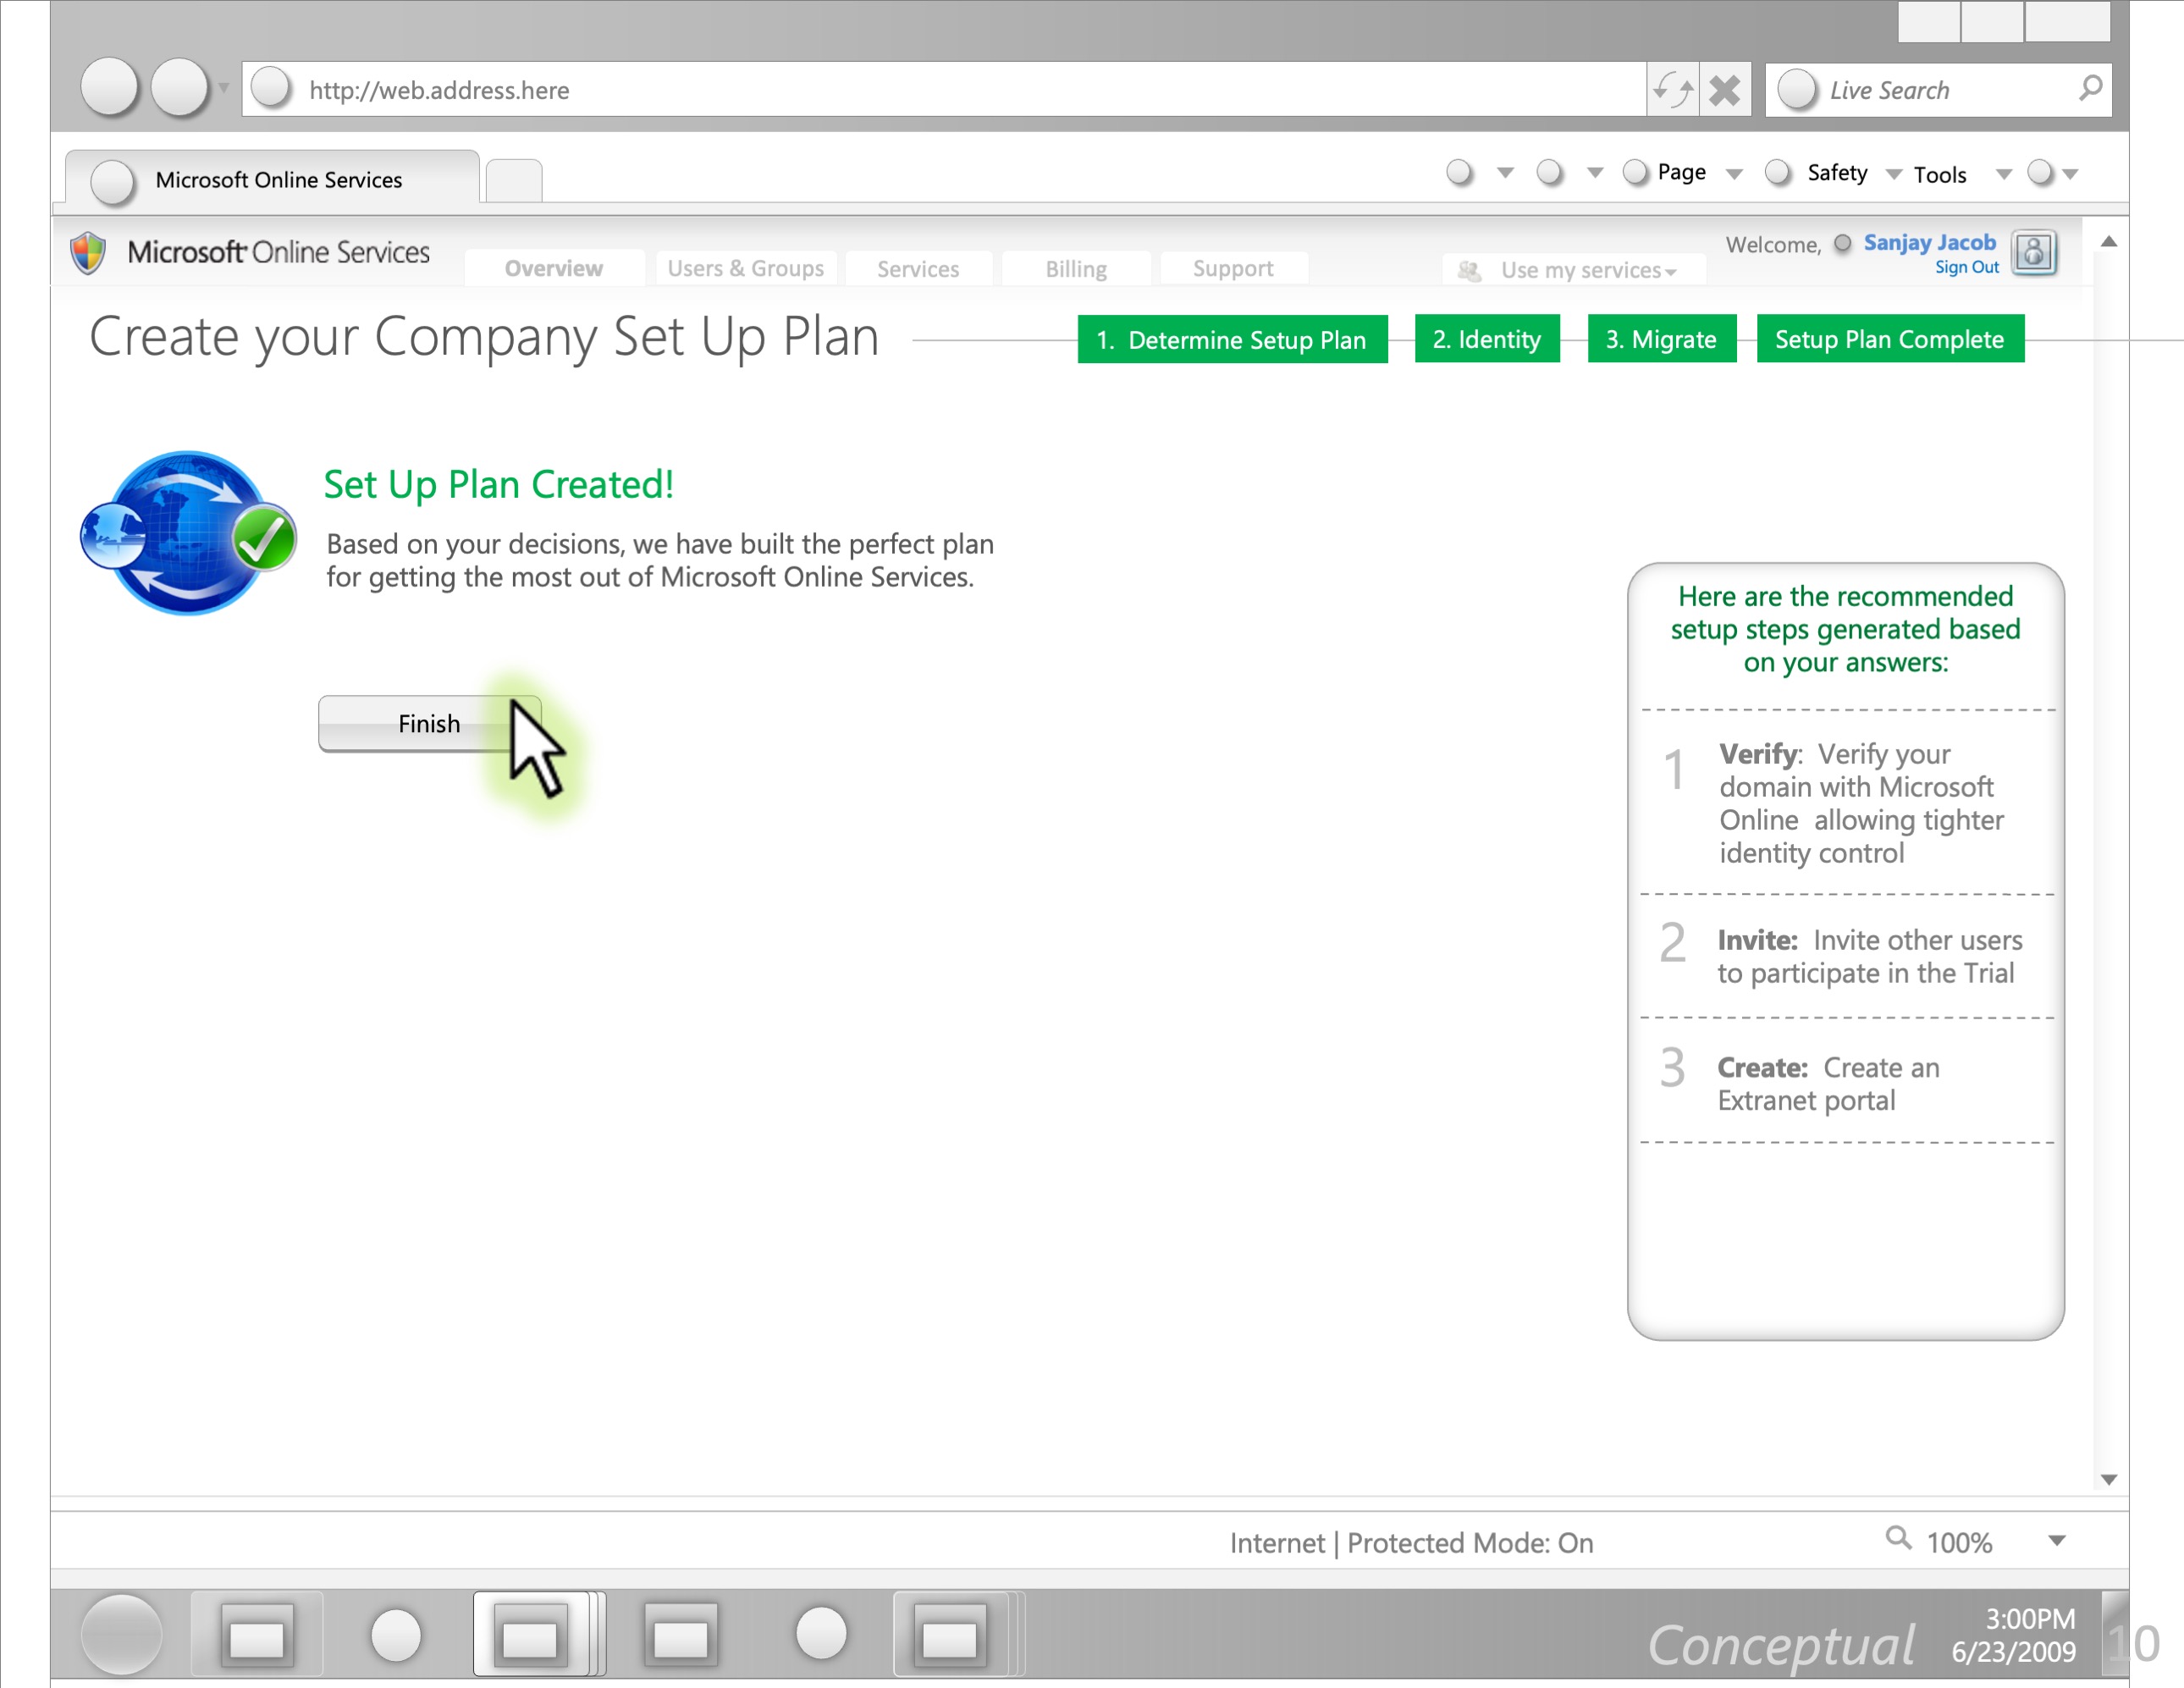 http://web.address.here
Live Search
Microsoft Online Services
Page
Safety
Tools
Microsoft Online Services
Overview
Users & Groups
Services
Billing
Support
Use my services
Welcome, Sanjay Jacob
Sign Out
Create your Company Set Up Plan
1. Determine Setup Plan
2. Identity
3. Migrate
Setup Plan Complete
Set Up Plan Created!
Based on your decisions, we have built the perfect plan
for getting the most out of Microsoft Online Services.
Finish
Here are the recommended
setup steps generated based
on your answers:
1 Verify: Verify your
domain with Microsoft
Online allowing tighter
identity control
2 Invite: Invite other users
to participate in the Trial
3 Create: Create an
Extranet portal
Internet | Protected Mode: On
100%
Conceptual
3:00PM
6/23/2009
10